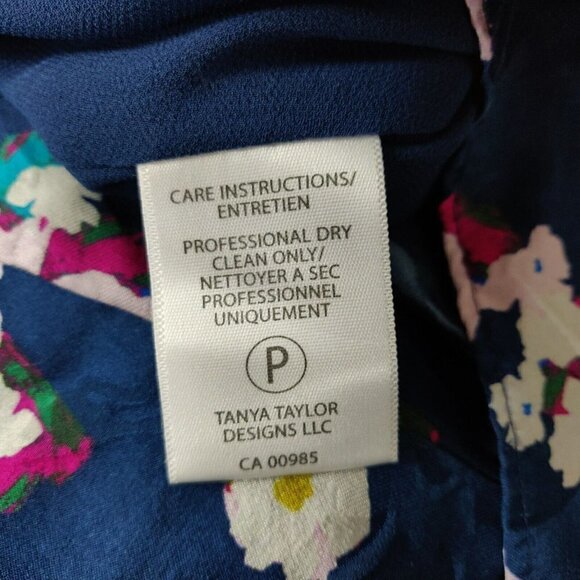 CARE INSTRUCTIONS/
ENTRETIEN
PROFESSIONAL DRY
CLEAN ONLY/
NETTOYER A SEC
PROFESSIONNEL
UNIQUEMENT
P
TANYA TAYLOR
DESIGNS LLC
CA 00985